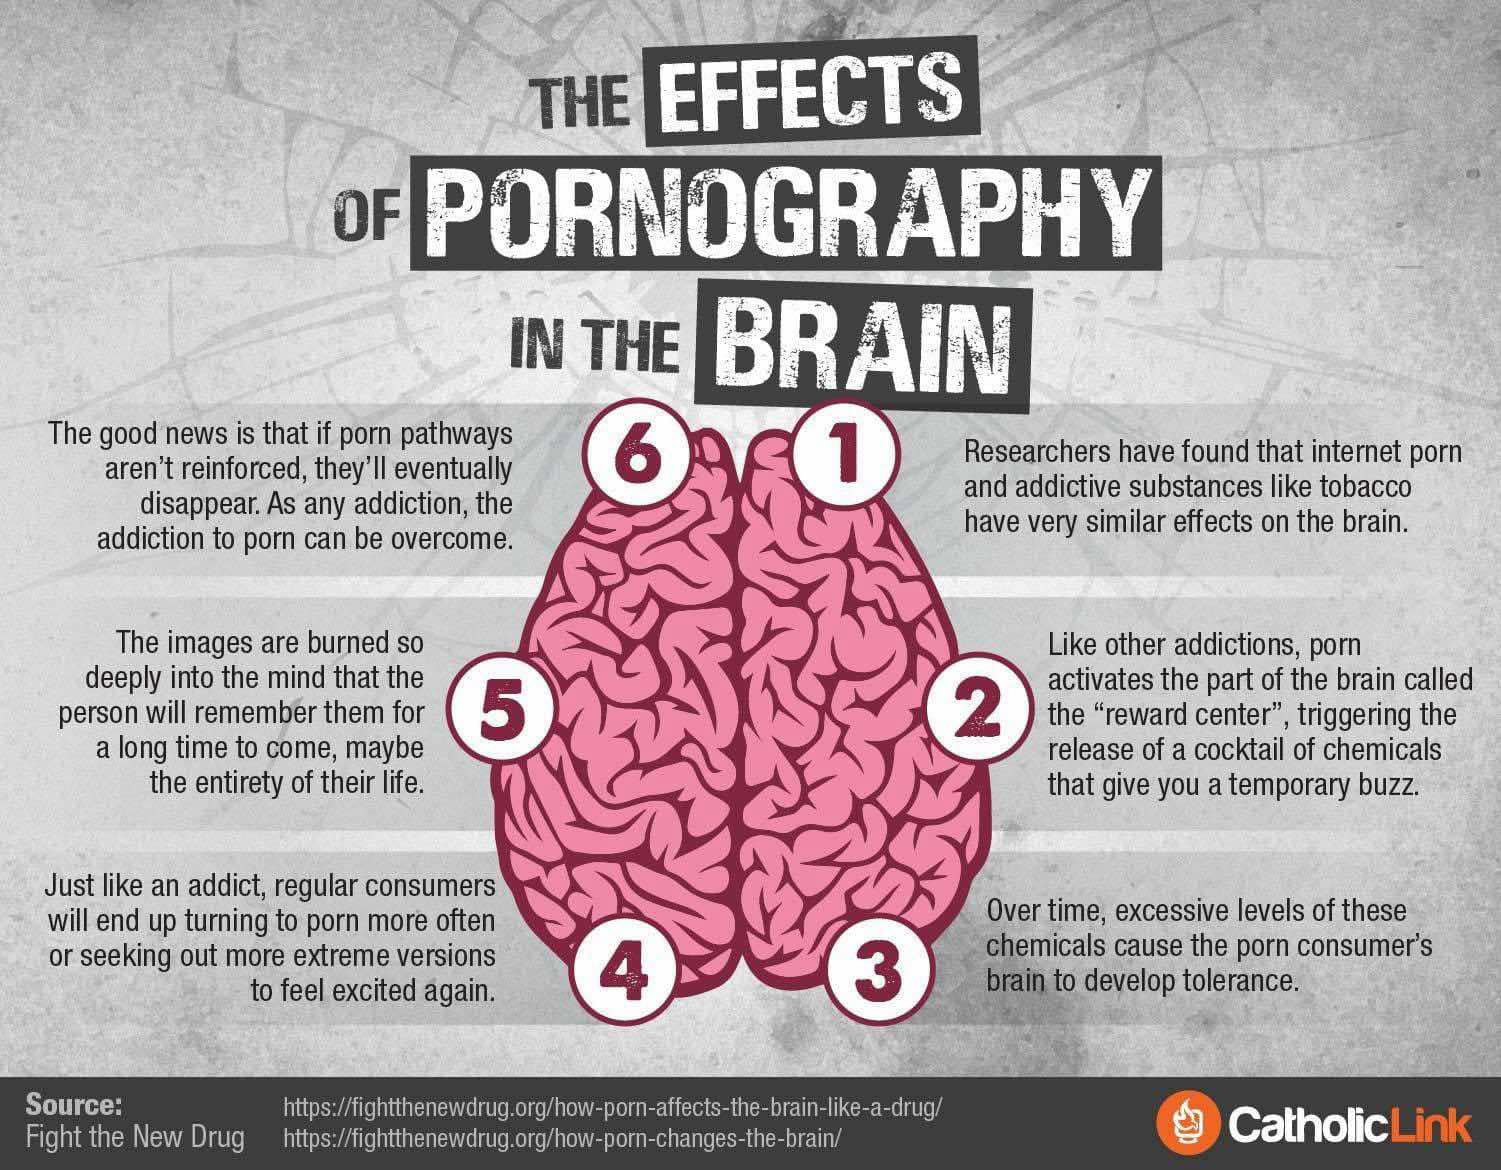 THE EFFECTS
OF PORNOGRAPHY
IN THE BRAIN
1
Researchers have found that internet porn
and addictive substances like tobacco
have very similar effects on the brain.
2
Like other addictions, porn
activates the part of the brain called
the “reward center”, triggering the
release of a cocktail of chemicals
that give you a temporary buzz.
3
Over time, excessive levels of these
chemicals cause the porn consumer’s
brain to develop tolerance.
4
Just like an addict, regular consumers
will end up turning to porn more often
or seeking out more extreme versions
to feel excited again.
5
The images are burned so
deeply into the mind that the
person will remember them for
a long time to come, maybe
the entirety of their life.
6
The good news is that if porn pathways
aren’t reinforced, they’ll eventually
disappear. As any addiction, the
addiction to porn can be overcome.
Source:
Fight the New Drug
https://fightthenewdrug.org/how-porn-affects-the-brain-like-a-drug/
https://fightthenewdrug.org/how-porn-changes-the-brain/
CatholicLink